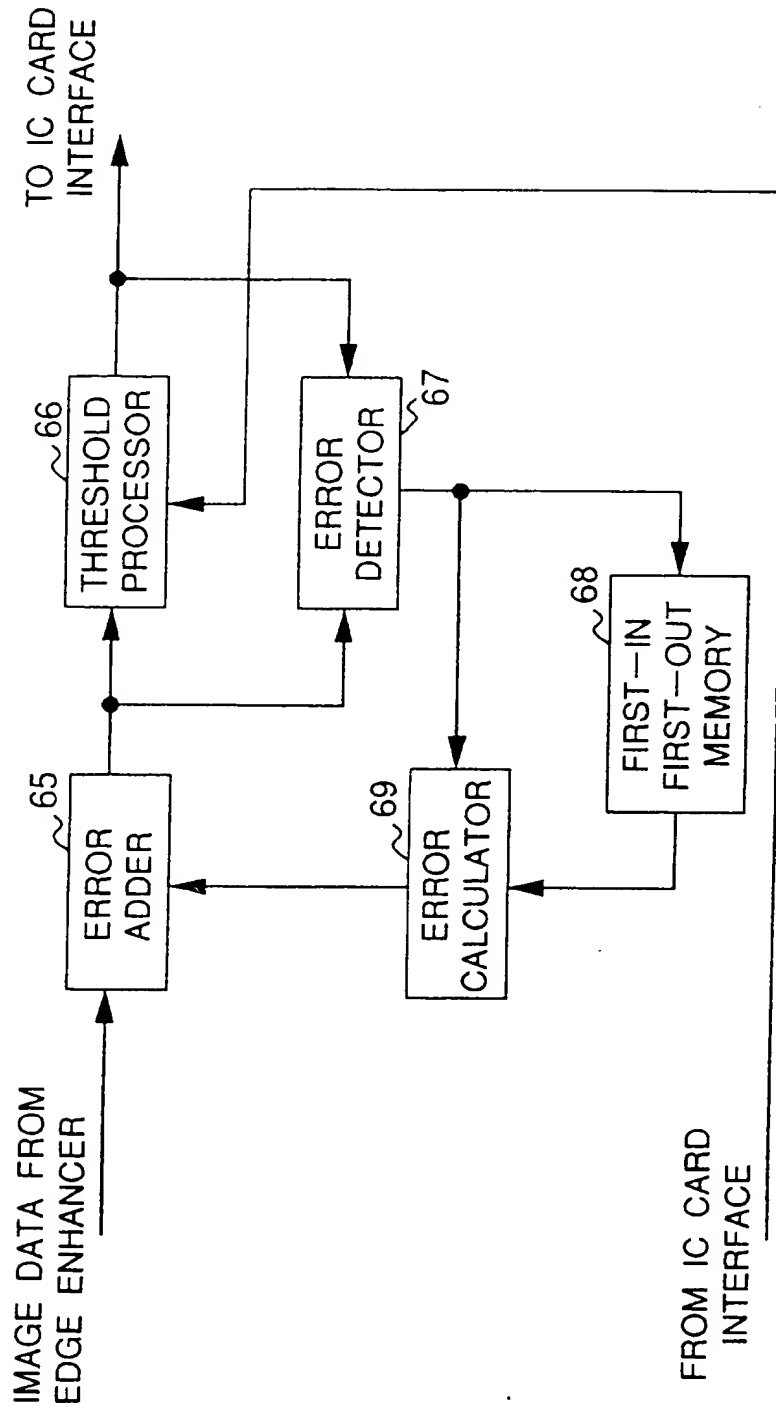 IMAGE DATA FROM
EDGE ENHANCER
65
ERROR
ADDER
66
THRESHOLD
PROCESSOR
TO IC CARD
INTERFACE
69
ERROR
CALCULATOR
ERROR
DETECTOR
67
68
FIRST—IN
FIRST—OUT
MEMORY
FROM IC CARD
INTERFACE